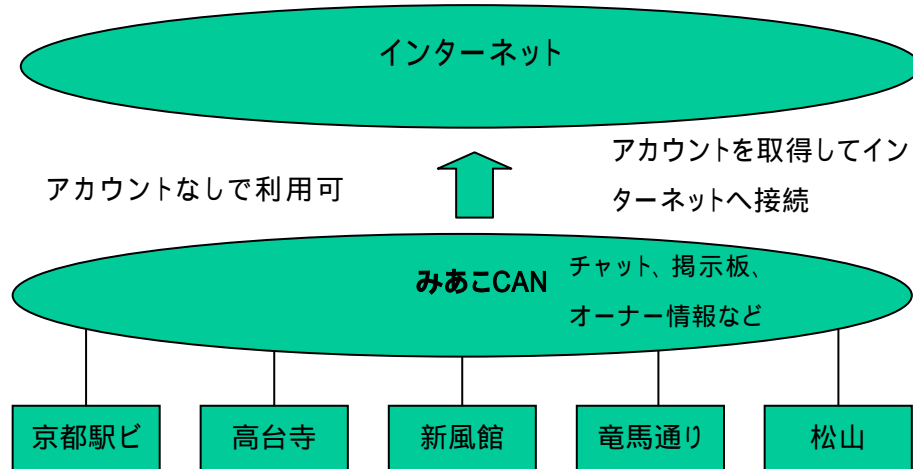 インターネット
アカウントなしで利用可
アカウントを取得してイン
ターネットへ接続
みあこCAN
チャット、掲示板、
オーナー情報など
京都駅ビ
高台寺
新風館
竜馬通り
松山